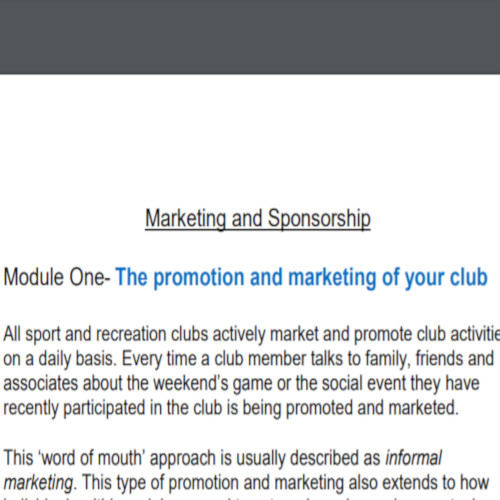 Marketing and Sponsorship
Module One- The promotion and marketing of your club
All sport and recreation clubs actively market and promote club activitie
on a daily basis. Every time a club member talks to family, friends and
associates about the weekend's game or the social event they have
recently participated in the club is being promoted and marketed.
This 'word of mouth' approach is usually described as informal
marketing. This type of promotion and marketing also extends to how